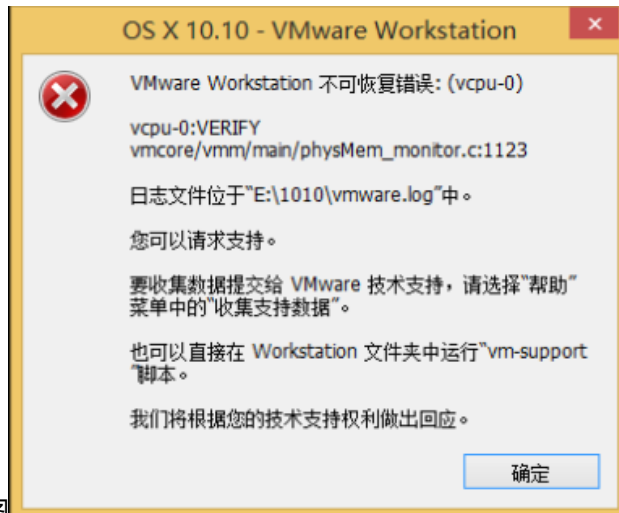 OS X 10.10 - VMware Workstation
VMware Workstation 不可恢复错误: (vcpu-0)
vcpu-0:VERIFY
vmcore/vmm/main/physMem_monitor.c:1123
日志文件位于"E:\1010\vmware.log"中。
您可以请求支持。
要收集数据提交给 VMware 技术支持，请选择"帮助"
菜单中的"收集支持数据"。
也可以直接在 Workstation 文件夹中运行"vm-support
"脚本。
我们将根据您的技术支持权利做出回应。
确定